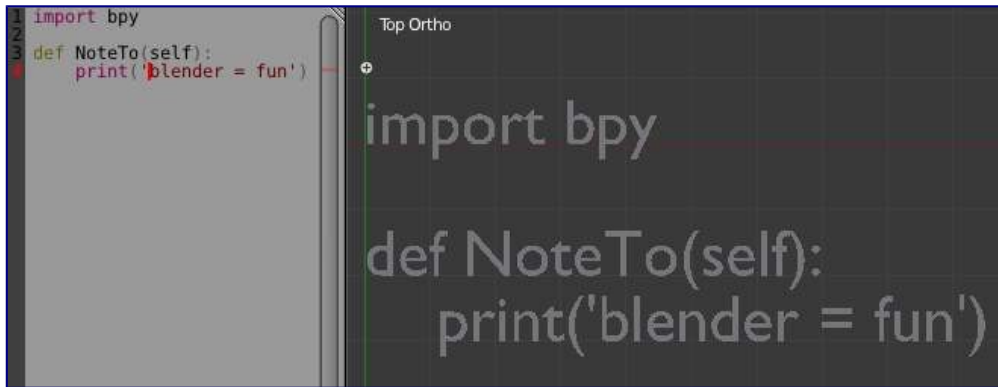 1 import bpy
2
3 def NoteTo(self):
4     print('blender = fun')
Top Ortho
import bpy
def NoteTo(self):
    print('blender = fun')